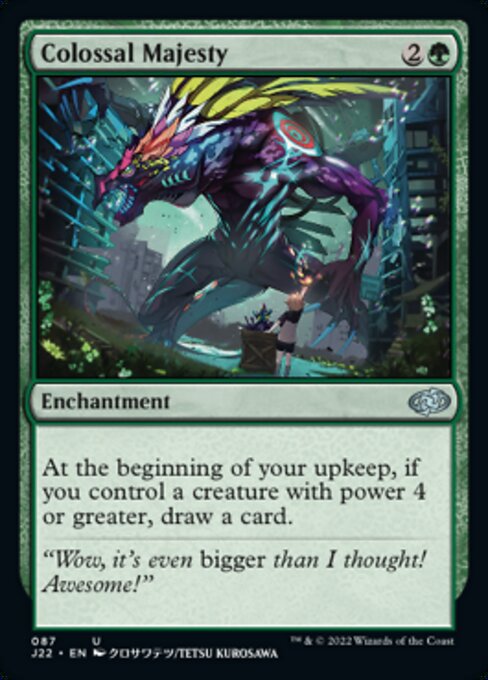 Colossal Majesty 2
Enchantment
At the beginning of your upkeep, if
you control a creature with power 4
or greater, draw a card.
“Wow, it’s even bigger than I thought!
Awesome!”
087 U
J22 • EN クロサワテツ/TETSU KUROSAWA
™ & © 2022 Wizards of the Coast